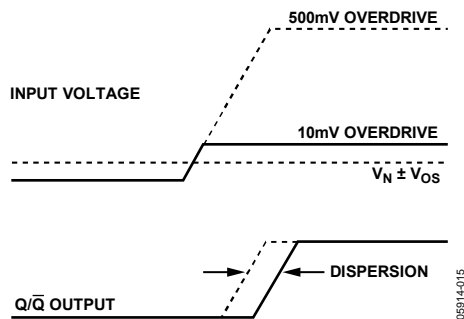 500mV OVERDRIVE
INPUT VOLTAGE
10mV OVERDRIVE
V_N ± V_OS
DISPERSION
Q/Q̅ OUTPUT
05914-015